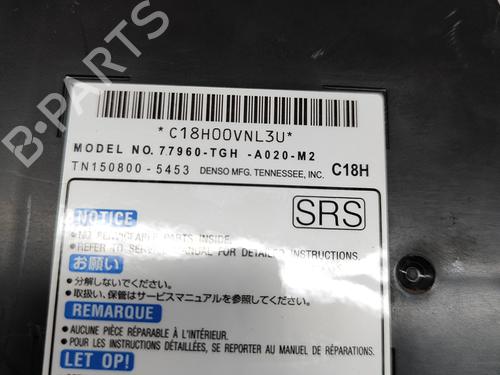 B-PARTS
*C18H00VNL3U*
MODEL NO. 77960-TGH -A020-M2
TN150800-5453 DENSO MFG. TENNESSEE, INC. C18H
NOTICE
SRS
● NO SERVICEABLE PARTS INSIDE.
● REFER TO SERVICE MANUAL FOR DETAILED INSTRUCTIONS.
お願い
● 分解しないでください。
● 取扱い、保管はサービスマニュアルを参照してください。
REMARQUE
● AUCUNE PIÈCE RÉPARABLE À L'INTÉRIEUR.
● POUR LES INSTRUCTIONS DÉTAILLÉES, SE REPORTER AU MANUEL DE RÉPARATIONS.
LET OP!